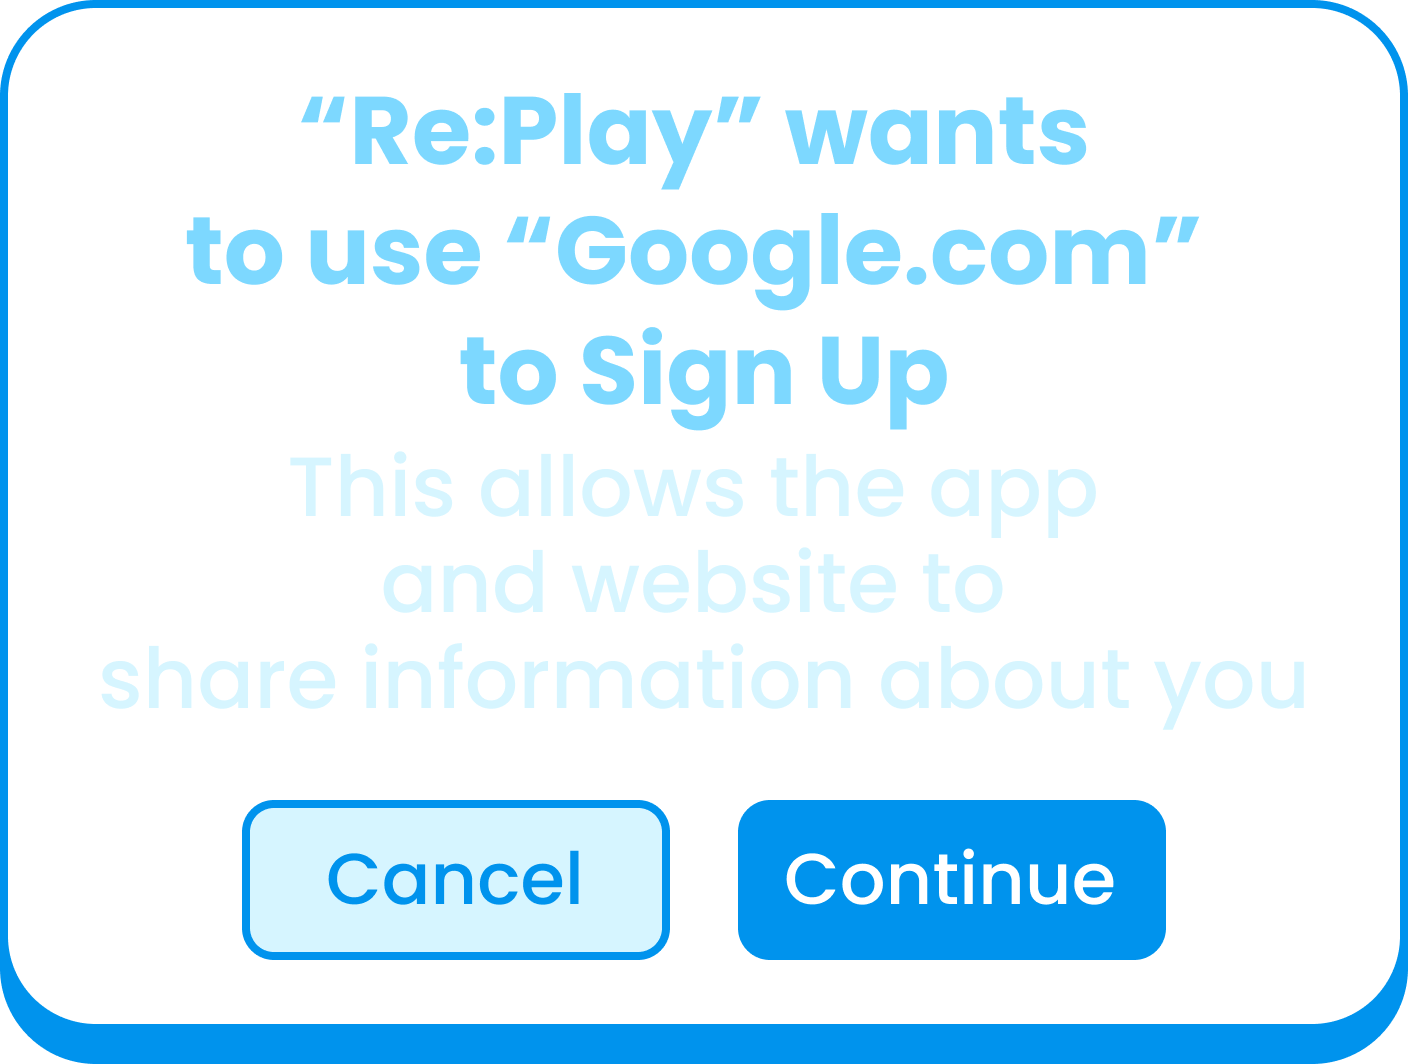 “Re:Play” wants
to use “Google.com”
to Sign Up
This allows the app
and website to
share information about you
Cancel
Continue